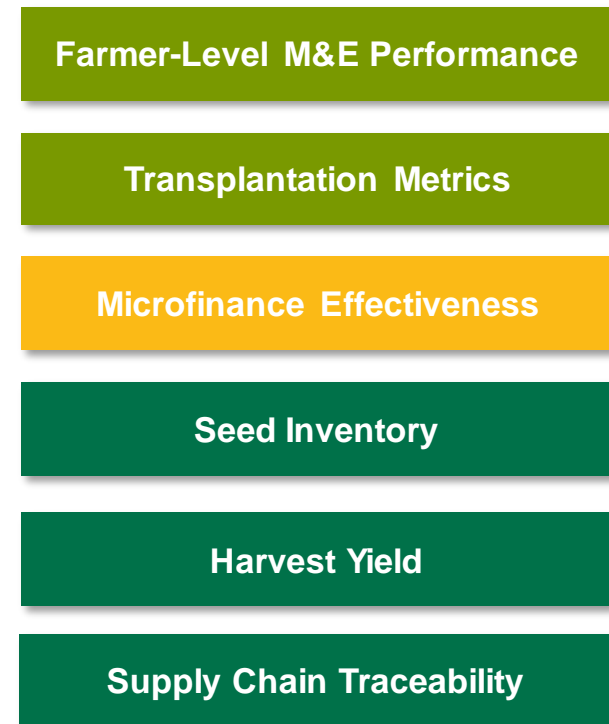 Farmer-Level M&E Performance
Transplantation Metrics
Microfinance Effectiveness
Seed Inventory
Harvest Yield
Supply Chain Traceability